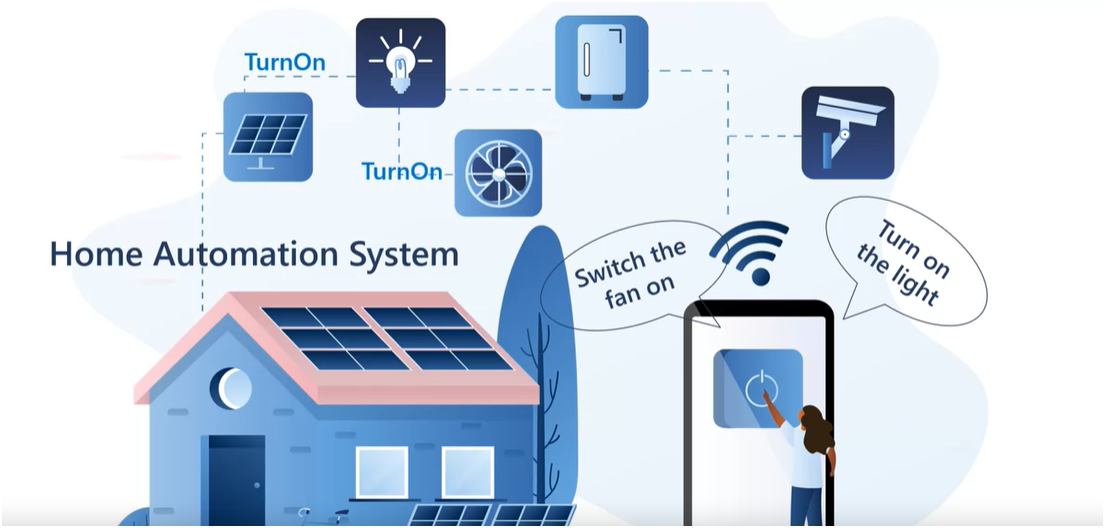 TurnOn
TurnOn
Home Automation System
Switch the
fan on
Turn on
the light